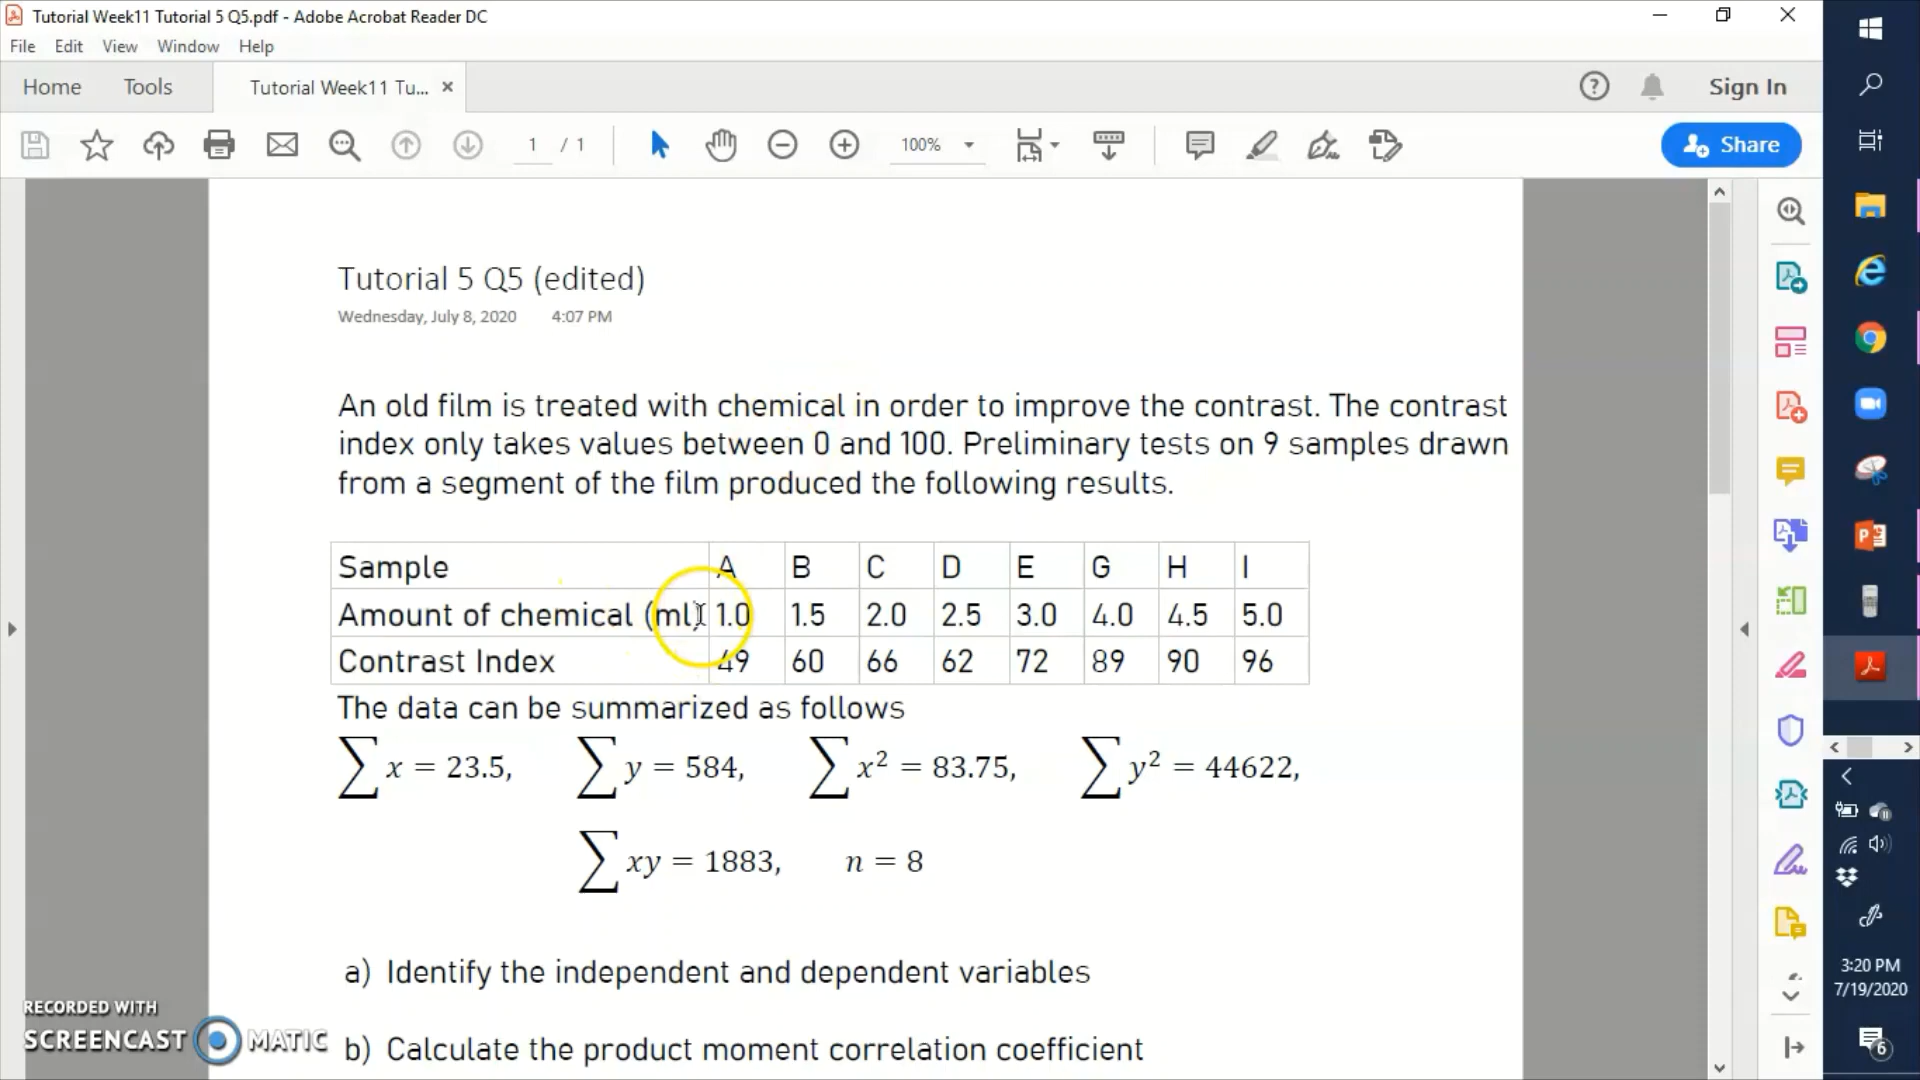 Tutorial Week11 Tutorial 5 Q5.pdf - Adobe Acrobat Reader DC
File Edit View Window Help
Home Tools Tutorial Week11 Tu... × Sign In
1 / 1 100% Share
Tutorial 5 Q5 (edited)
Wednesday, July 8, 2020 4:07 PM
An old film is treated with chemical in order to improve the contrast. The contrast
index only takes values between 0 and 100. Preliminary tests on 9 samples drawn
from a segment of the film produced the following results.
Sample A B C D E G H I
Amount of chemical (ml) 1.0 1.5 2.0 2.5 3.0 4.0 4.5 5.0
Contrast Index 49 60 66 62 72 89 90 96
The data can be summarized as follows
∑ x = 23.5, ∑ y = 584, ∑ x² = 83.75, ∑ y² = 44622,
∑ xy = 1883, n = 8
a) Identify the independent and dependent variables
b) Calculate the product moment correlation coefficient
RECORDED WITH
SCREENCAST MATIC
3:20 PM
7/19/2020
6